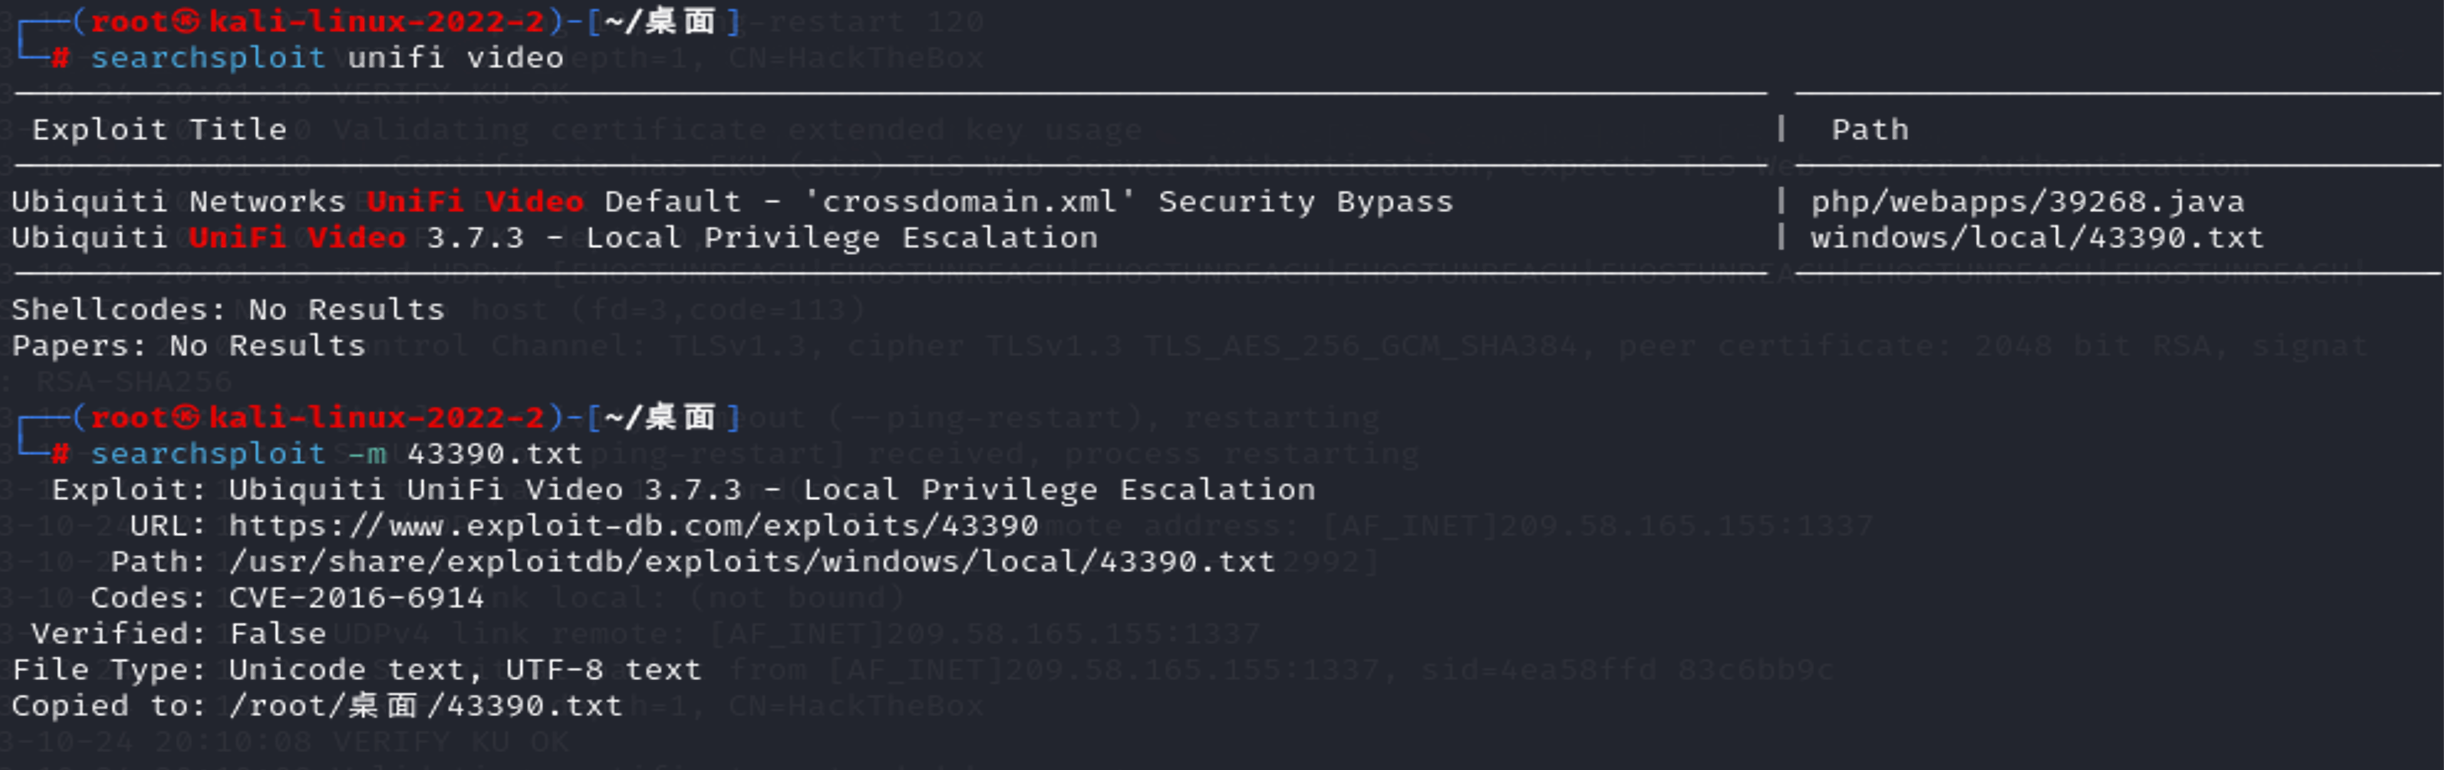 ┌──(root㉿kali-linux-2022-2)-[~/桌面]
└─# searchsploit unifi video
Exploit Title | Path
Ubiquiti Networks UniFi Video Default - 'crossdomain.xml' Security Bypass | php/webapps/39268.java
Ubiquiti UniFi Video 3.7.3 - Local Privilege Escalation | windows/local/43390.txt
Shellcodes: No Results
Papers: No Results
┌──(root㉿kali-linux-2022-2)-[~/桌面]
└─# searchsploit -m 43390.txt
Exploit: Ubiquiti UniFi Video 3.7.3 - Local Privilege Escalation
URL: https://www.exploit-db.com/exploits/43390
Path: /usr/share/exploitdb/exploits/windows/local/43390.txt
Codes: CVE-2016-6914
Verified: False
File Type: Unicode text, UTF-8 text
Copied to: /root/桌面/43390.txt